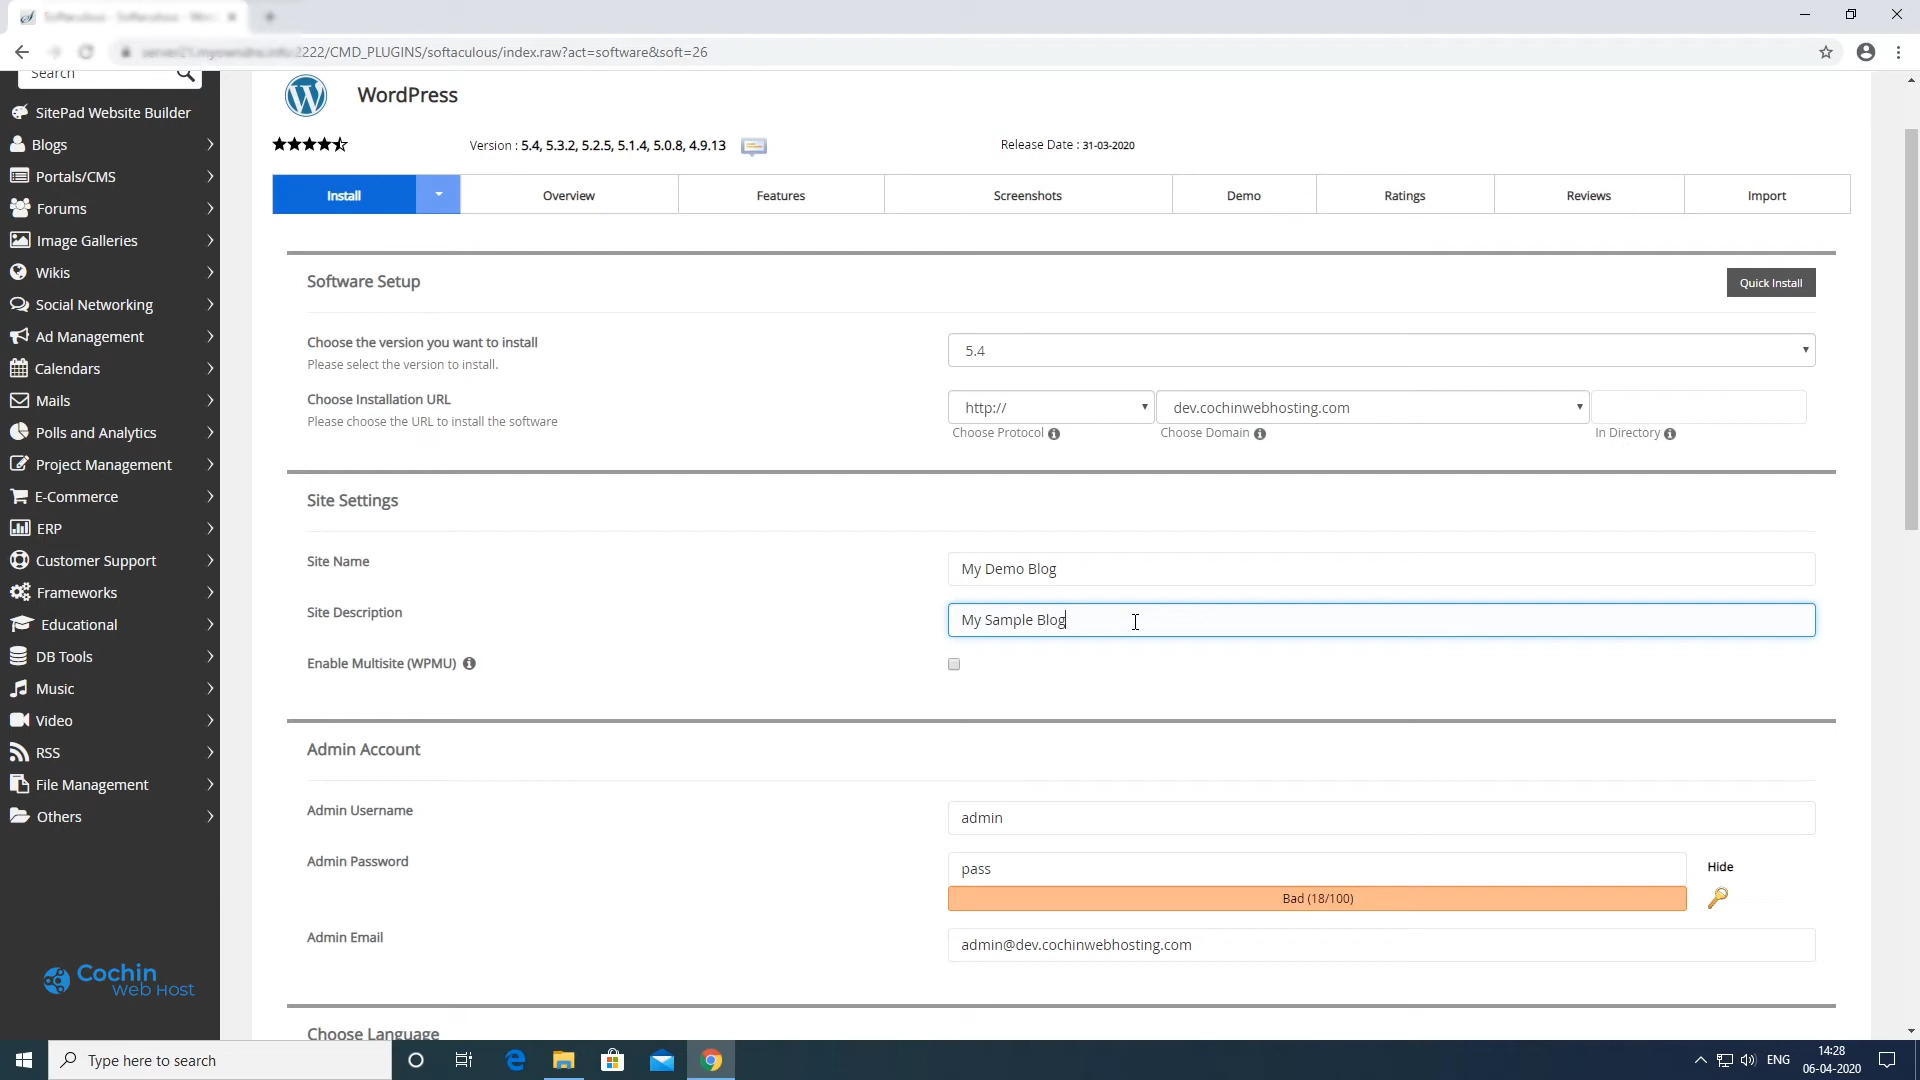 2222/CMD_PLUGINS/softaculous/index.raw?act=software&soft=26
Search
SitePad Website Builder
Blogs
Portals/CMS
Forums
Image Galleries
Wikis
Social Networking
Ad Management
Calendars
Mails
Polls and Analytics
Project Management
E-Commerce
ERP
Customer Support
Frameworks
Educational
DB Tools
Music
Video
RSS
File Management
Others
Cochin
Web Host
WordPress
Version : 5.4, 5.3.2, 5.2.5, 5.1.4, 5.0.8, 4.9.13
Release Date : 31-03-2020
Install
Overview
Features
Screenshots
Demo
Ratings
Reviews
Import
Software Setup
Quick Install
Choose the version you want to install
Please select the version to install.
5.4
Choose Installation URL
Please choose the URL to install the software
http://
dev.cochinwebhosting.com
Choose Protocol
Choose Domain
In Directory
Site Settings
Site Name
My Demo Blog
Site Description
My Sample Blog
Enable Multisite (WPMU)
Admin Account
Admin Username
admin
Admin Password
pass
Hide
Bad (18/100)
Admin Email
admin@dev.cochinwebhosting.com
Choose Language
Type here to search
ENG
14:28
06-04-2020